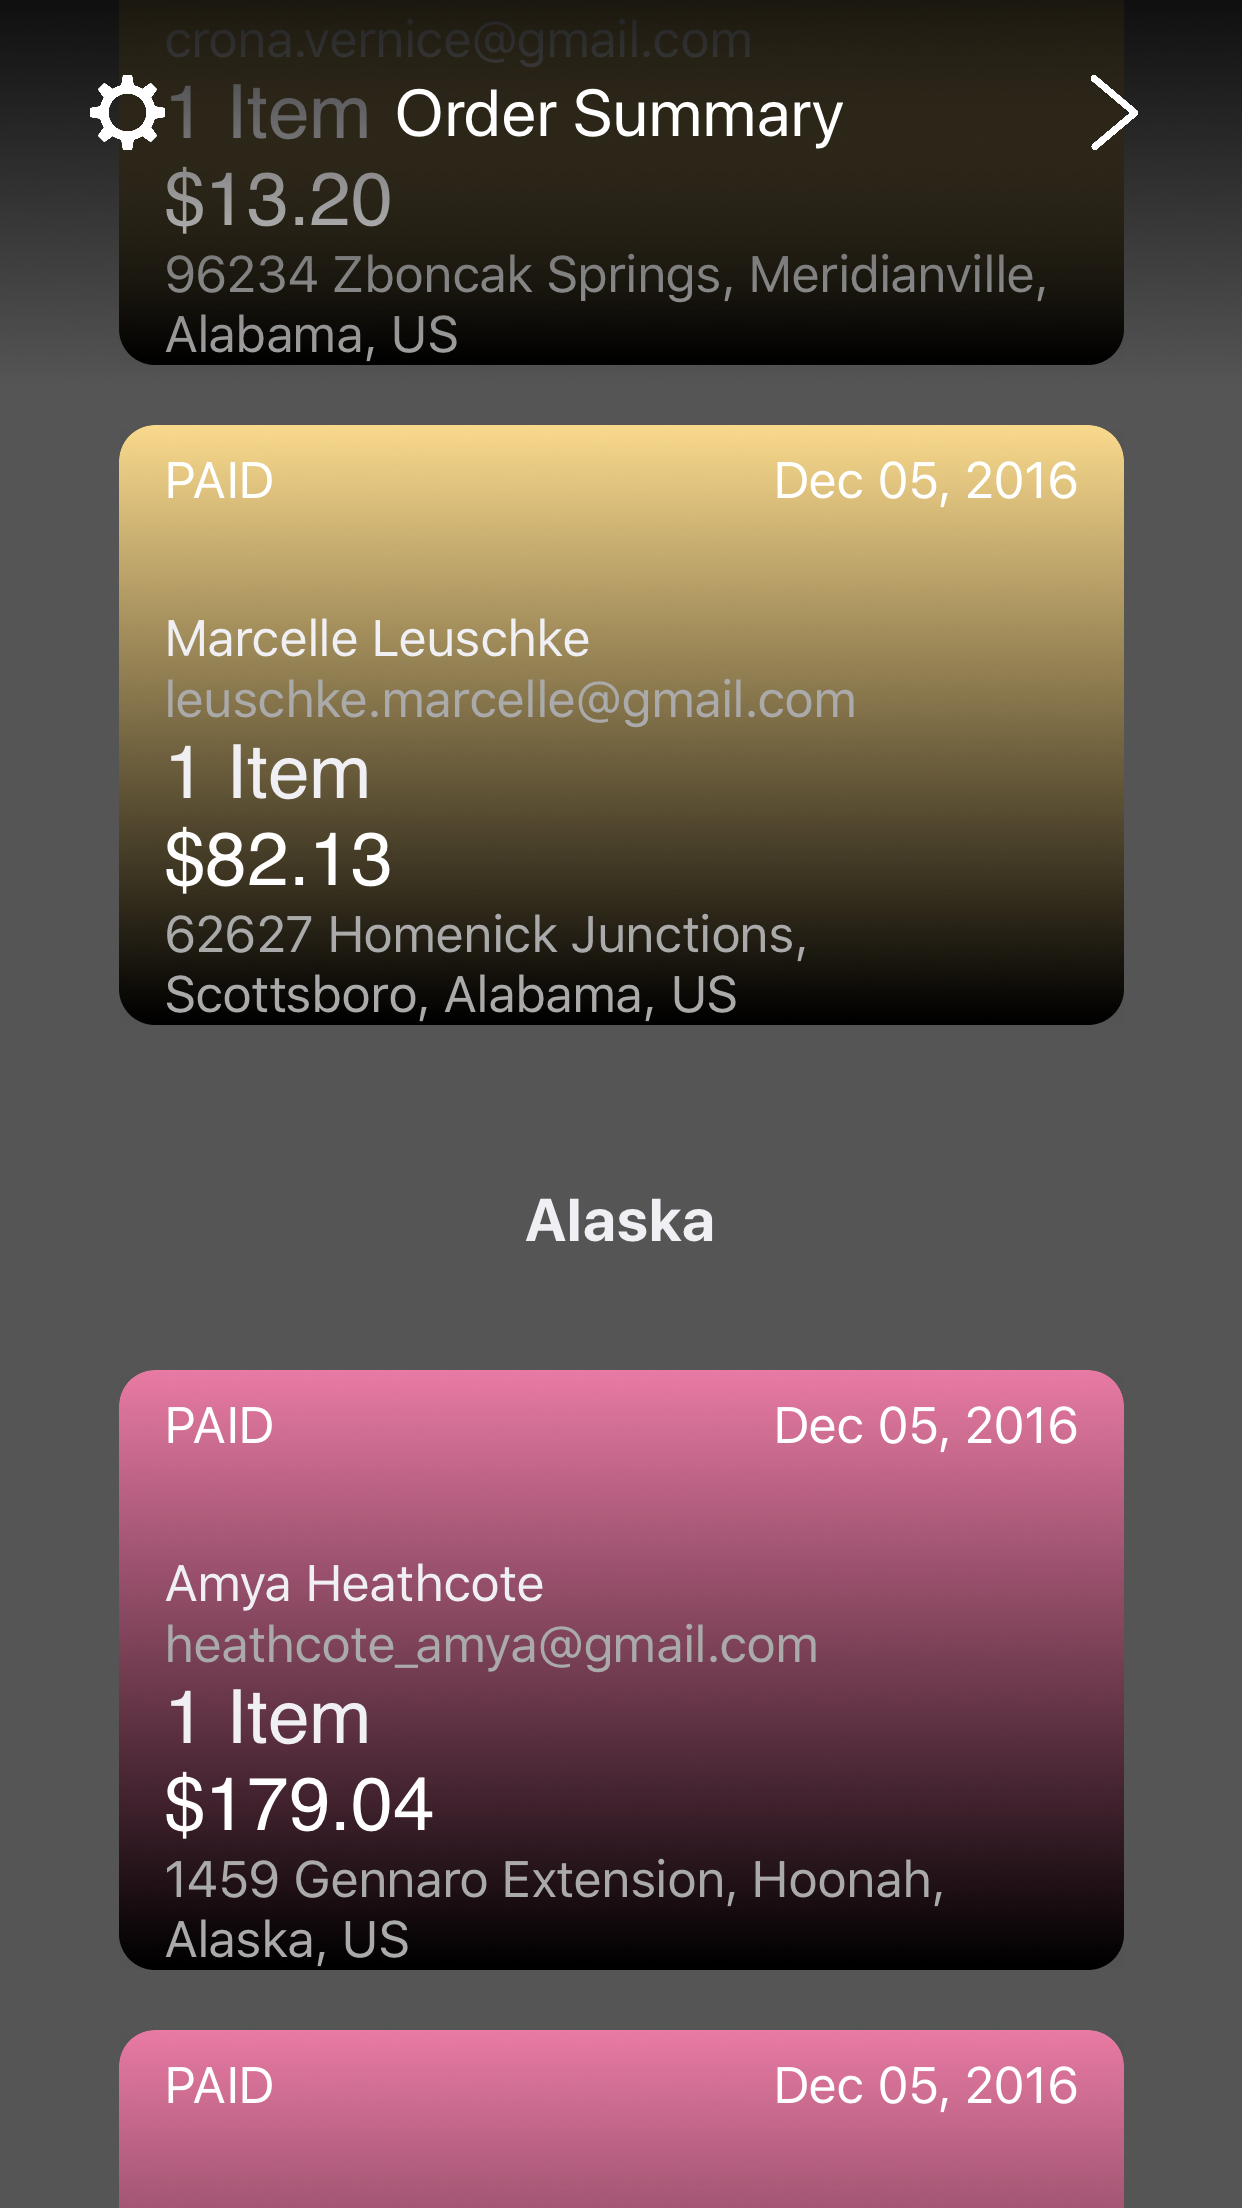 crona.vernice@gmail.com
1 Item
Order Summary
$13.20
96234 Zboncak Springs, Meridianville,
Alabama, US
PAID
Dec 05, 2016
Marcelle Leuschke
leuschke.marcelle@gmail.com
1 Item
$82.13
62627 Homenick Junctions,
Scottsboro, Alabama, US
Alaska
PAID
Dec 05, 2016
Amya Heathcote
heathcote_amya@gmail.com
1 Item
$179.04
1459 Gennaro Extension, Hoonah,
Alaska, US
PAID
Dec 05, 2016